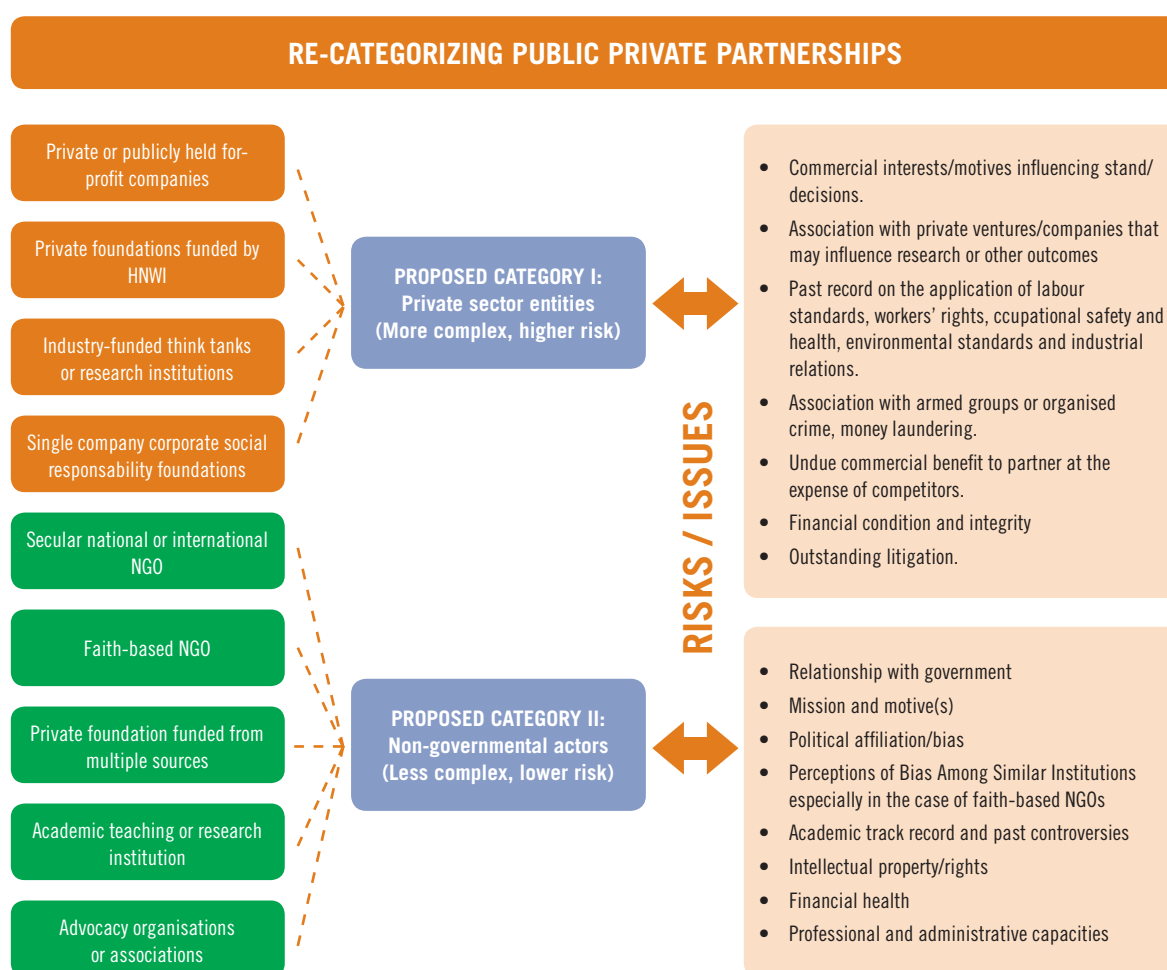 RE-CATEGORIZING PUBLIC PRIVATE PARTNERSHIPS
Private or publicly held for-
profit companies
Private foundations funded by
HNWI
Industry-funded think tanks
or research institutions
Single company corporate social
responsability foundations
Secular national or international
NGO
Faith-based NGO
Private foundation funded from
multiple sources
Academic teaching or research
institution
Advocacy organisations
or associations
PROPOSED CATEGORY I:
Private sector entities
(More complex, higher risk)
PROPOSED CATEGORY II:
Non-governmental actors
(Less complex, lower risk)
RISKS / ISSUES
• Commercial interests/motives influencing stand/
decisions.
• Association with private ventures/companies that
may influence research or other outcomes
• Past record on the application of labour
standards, workers' rights, ccupational safety and
health, environmental standards and industrial
relations.
• Association with armed groups or organised
crime, money laundering.
• Undue commercial benefit to partner at the
expense of competitors.
• Financial condition and integrity
• Outstanding litigation.
• Relationship with government
• Mission and motive(s)
• Political affiliation/bias
• Perceptions of Bias Among Similar Institutions
especially in the case of faith-based NGOs
• Academic track record and past controversies
• Intellectual property/rights
• Financial health
• Professional and administrative capacities